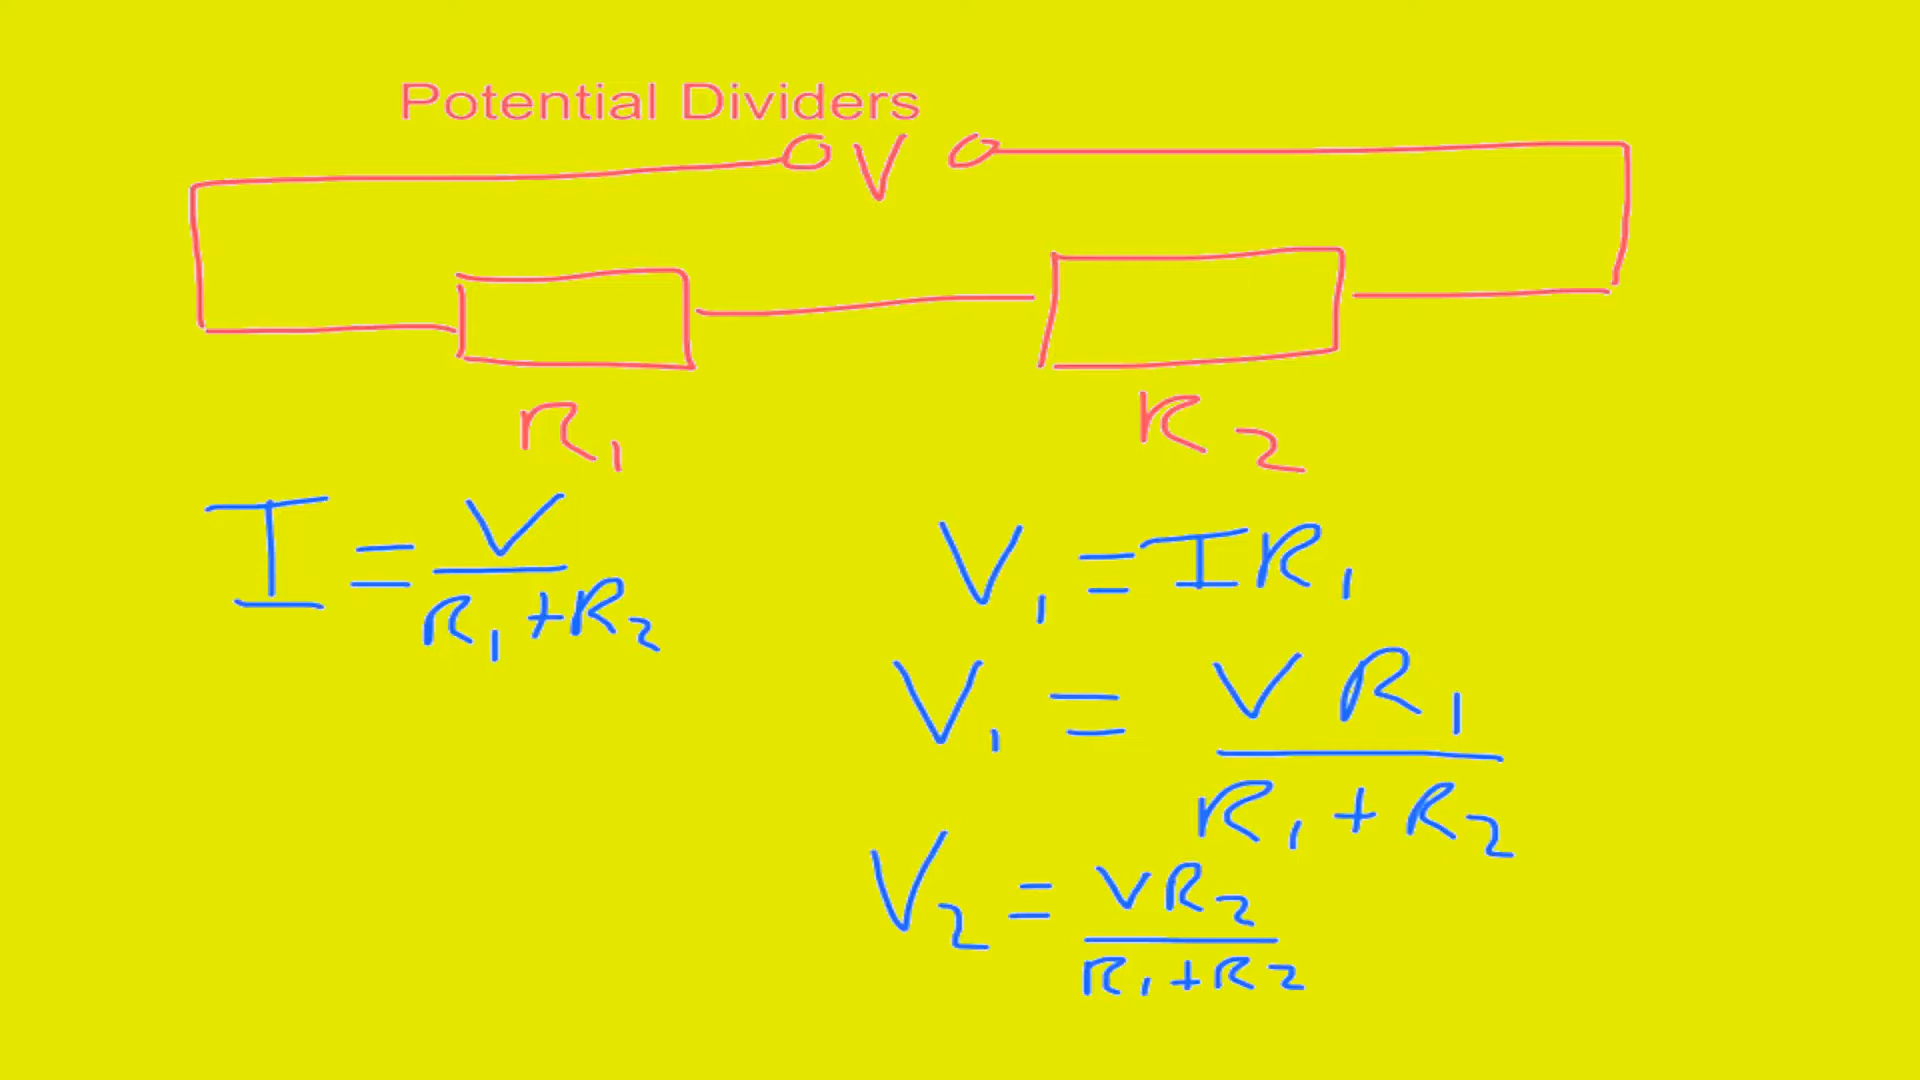 Potential Dividers
V
R₁ R₂
I = V / (R₁ + R₂)
V₁ = IR₁
V₁ = VR₁ / (R₁ + R₂)
V₂ = VR₂ / (R₁ + R₂)